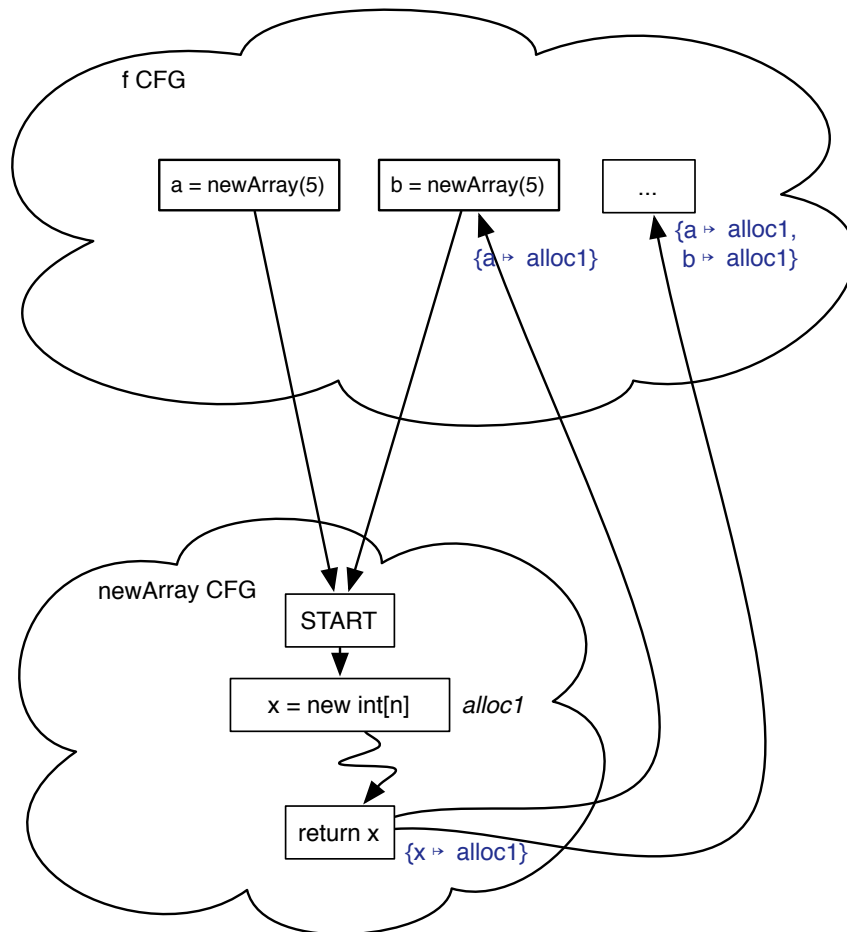 f CFG
a = newArray(5)
b = newArray(5)
...
{a ↦ alloc1}
{a ↦ alloc1,
b ↦ alloc1}
newArray CFG
START
x = new int[n]
alloc1
return x
{x ↦ alloc1}